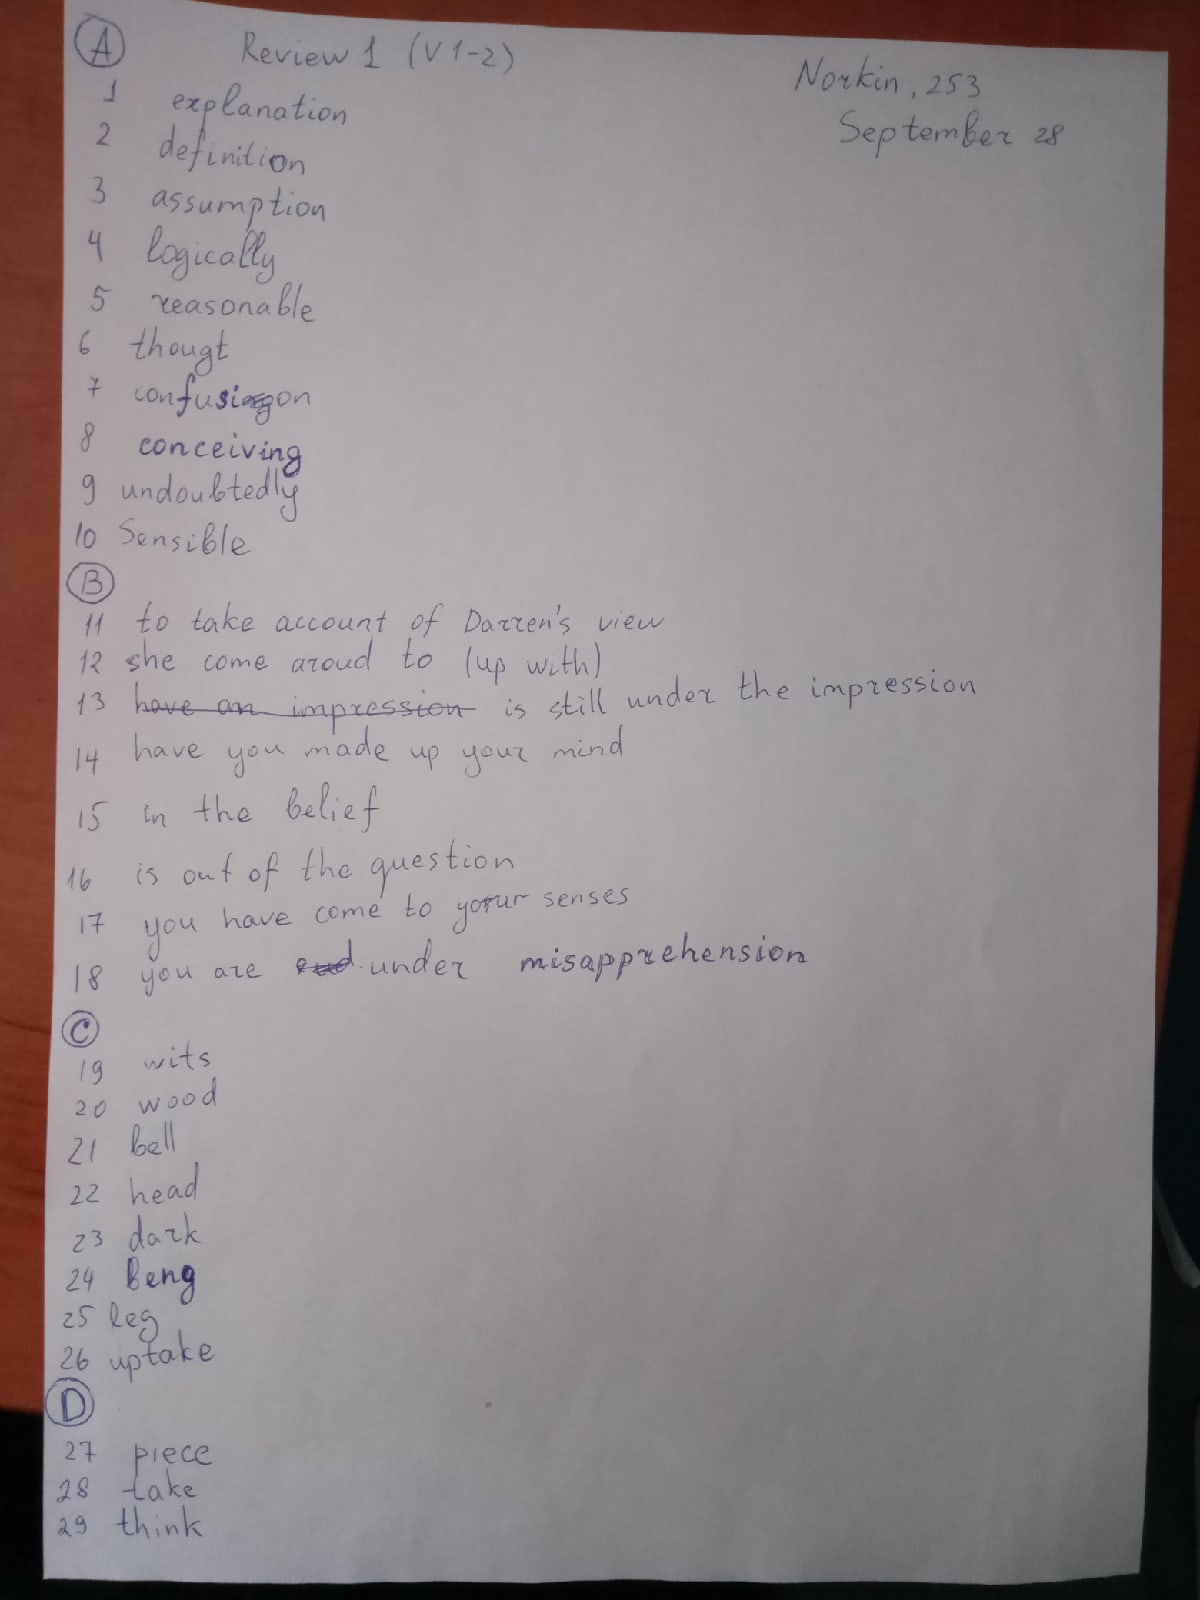 A Review 1 (V 1-2)
Norkin, 253
September 28
1 explanation
2 definition
3 assumption
4 logically
5 reasonable
6 thougt
7 confusion
8 conceiving
9 undoubtedly
10 Sensible
B
11 to take account of Darren's view
12 she come aroud to (up with)
13 have an impression is still under the impression
14 have you made up your mind
15 in the belief
16 is out of the question
17 you have come to your senses
18 you are under misapprehension
C
19 wits
20 wood
21 bell
22 head
23 dark
24 beng
25 leg
26 uptake
D
27 piece
28 take
29 think